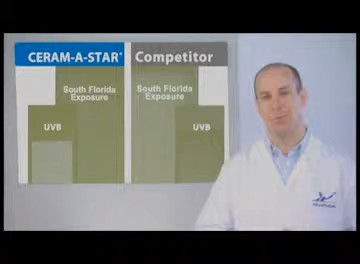 CERAM-A-STAR*
Competitor
South Florida
Exposure
South Florida
Exposure
UVB
UVB